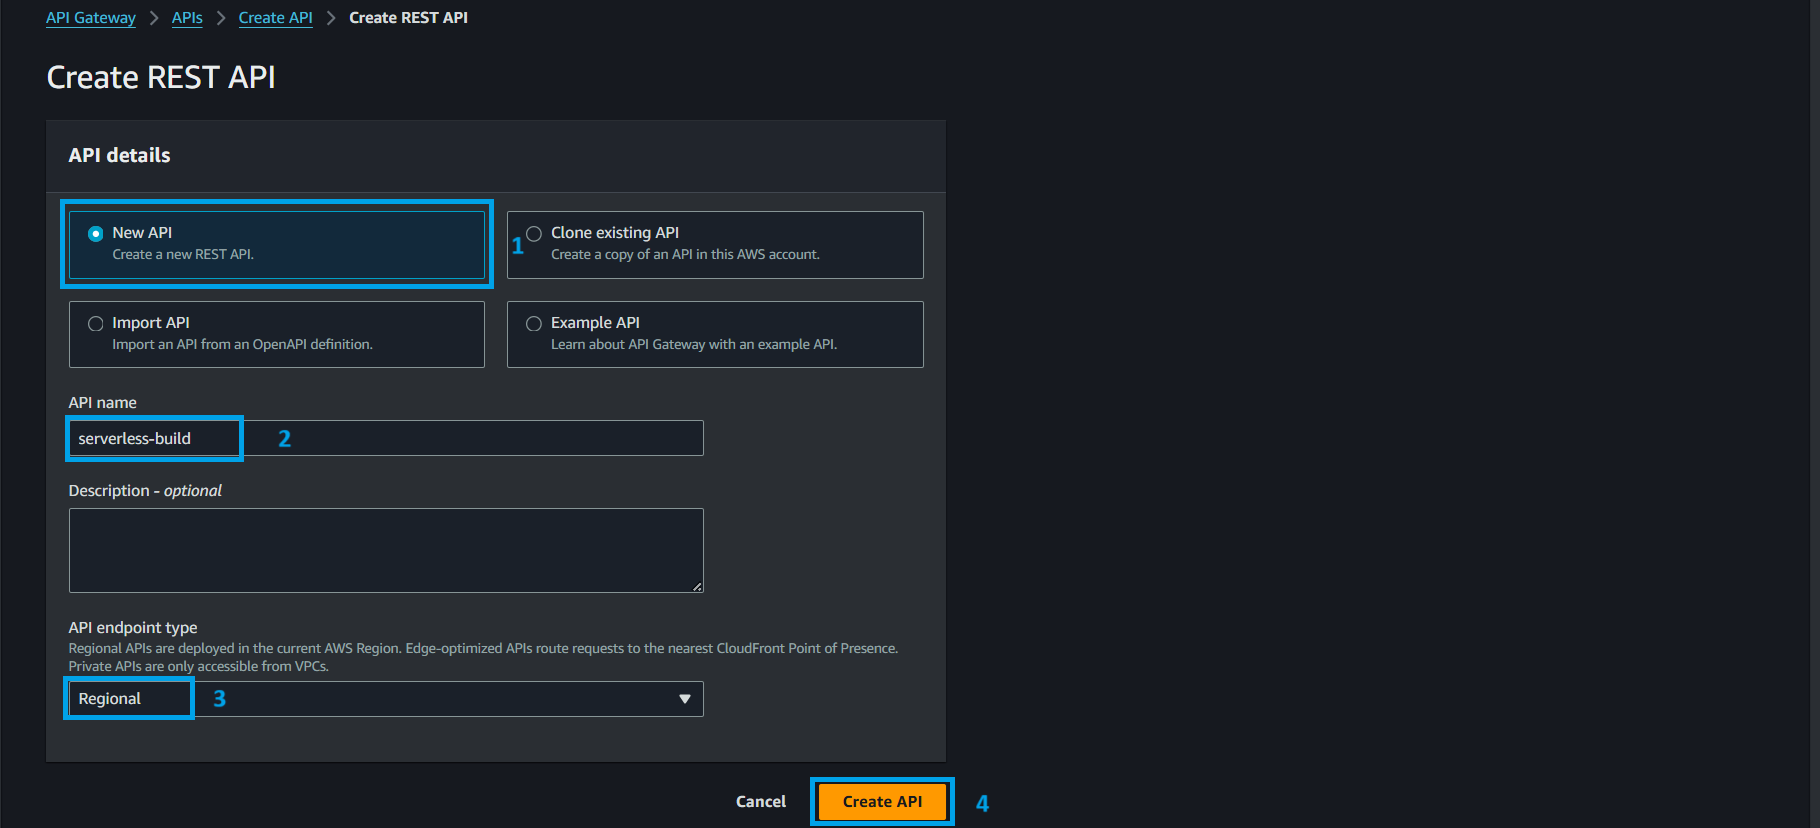 API Gateway > APIs > Create API > Create REST API
Create REST API
API details
New API
Create a new REST API.
1
Clone existing API
Create a copy of an API in this AWS account.
Import API
Import an API from an OpenAPI definition.
Example API
Learn about API Gateway with an example API.
API name
serverless-build 2
Description - optional
API endpoint type
Regional APIs are deployed in the current AWS Region. Edge-optimized APIs route requests to the nearest CloudFront Point of Presence.
Private APIs are only accessible from VPCs.
Regional 3
Cancel Create API 4